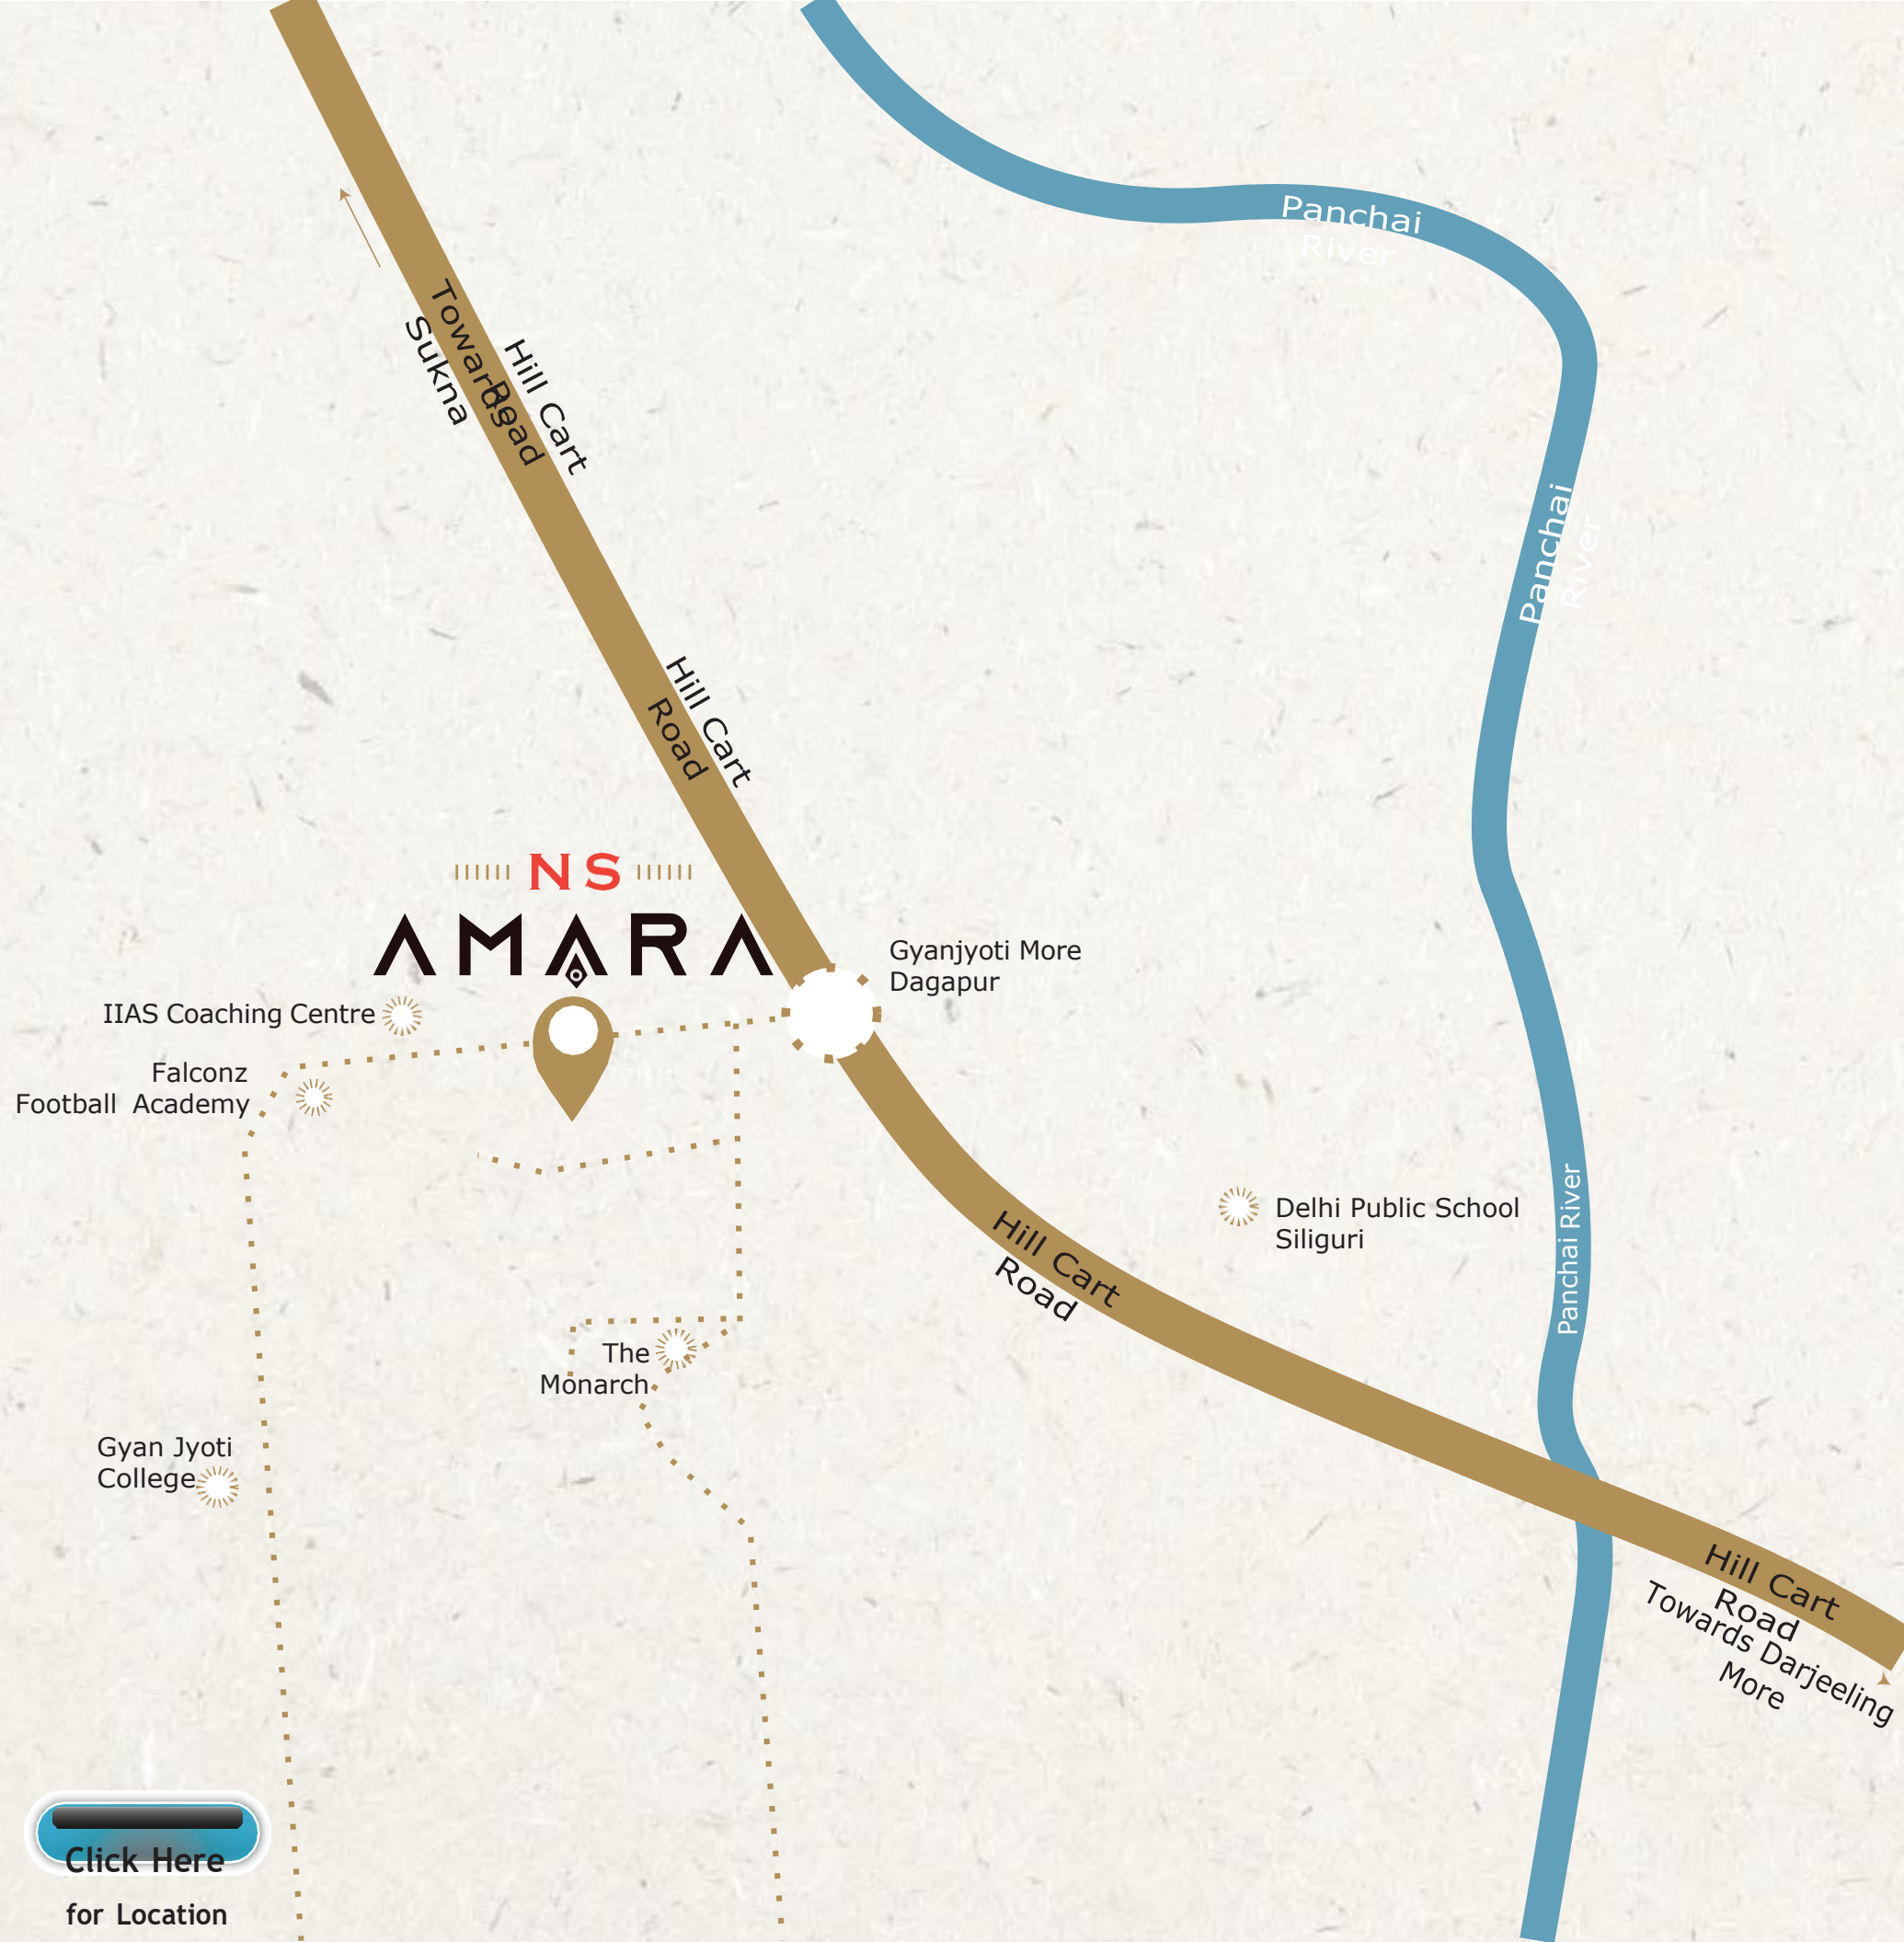 Panchai
River
Towards
Sukna
Hill Cart
Road
Panchai
River
Hill Cart
Road
NS
AMARA
Gyanjyoti More
Dagapur
IIAS Coaching Centre
Falconz
Football Academy
Delhi Public School
Siliguri
Panchai River
Hill Cart
Road
The
Monarch
Gyan Jyoti
College
Hill Cart
Road
Towards Darjeeling
More
Click Here
for Location